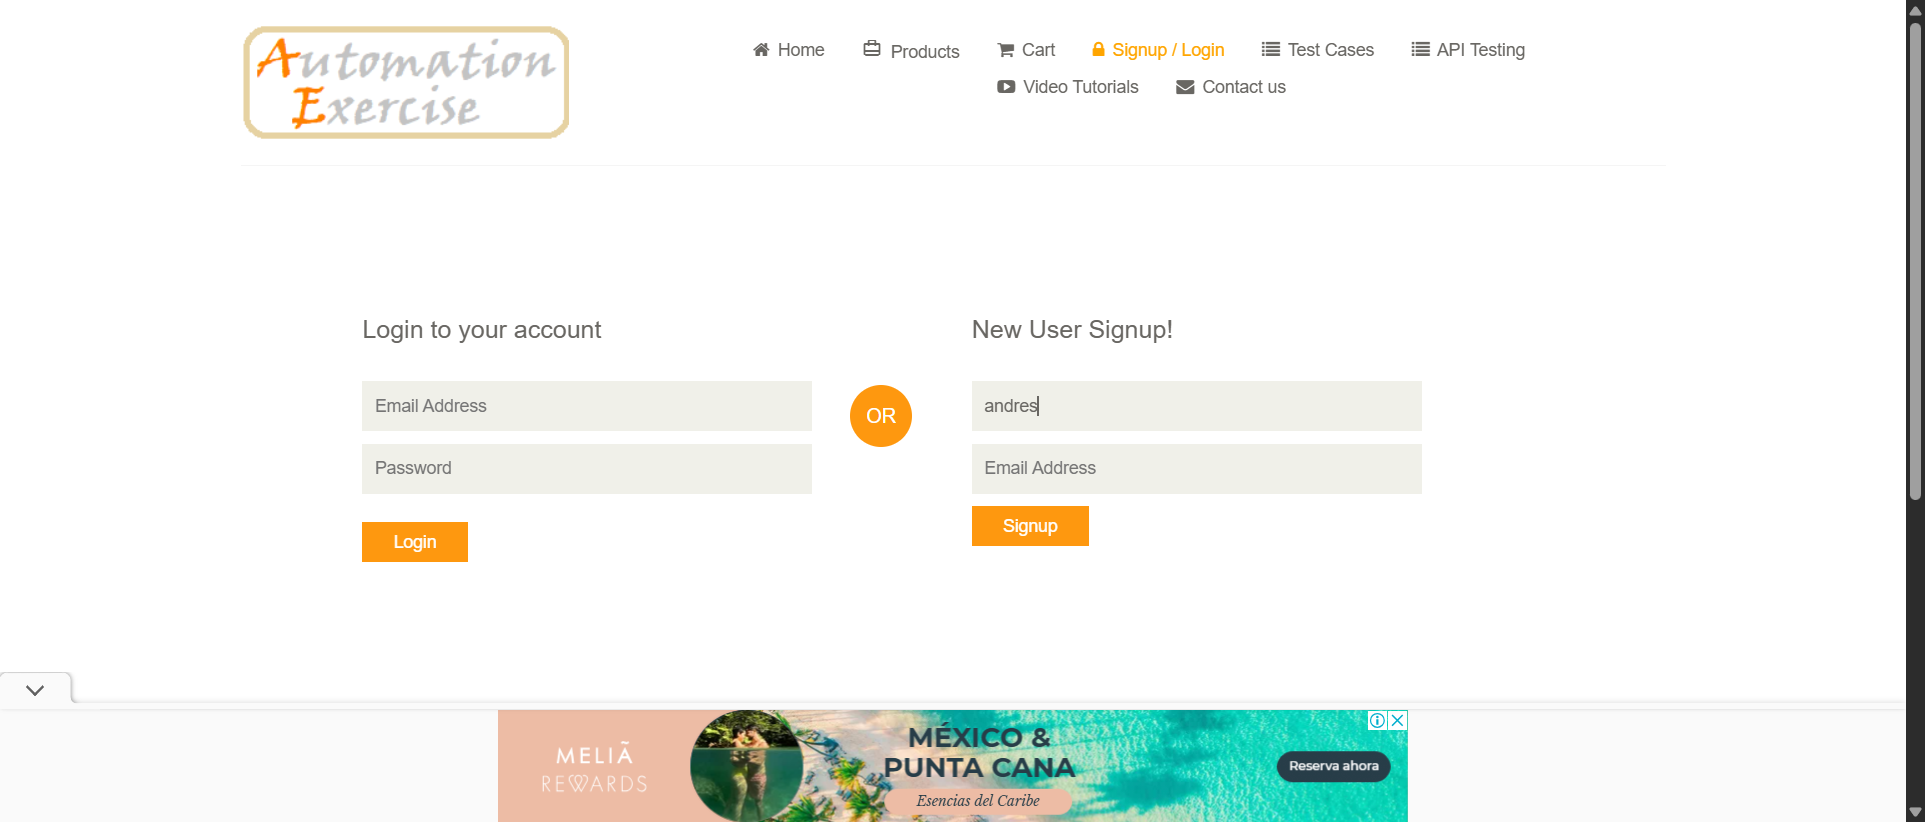 Automation
Exercise
Home
Products
Cart
Signup / Login
Test Cases
API Testing
Video Tutorials
Contact us
Login to your account
Email Address
Password
Login
OR
New User Signup!
andres
Email Address
Signup
MELIÃ
REWARDS
MÉXICO &
PUNTA CANA
Esencias del Caribe
Reserva ahora